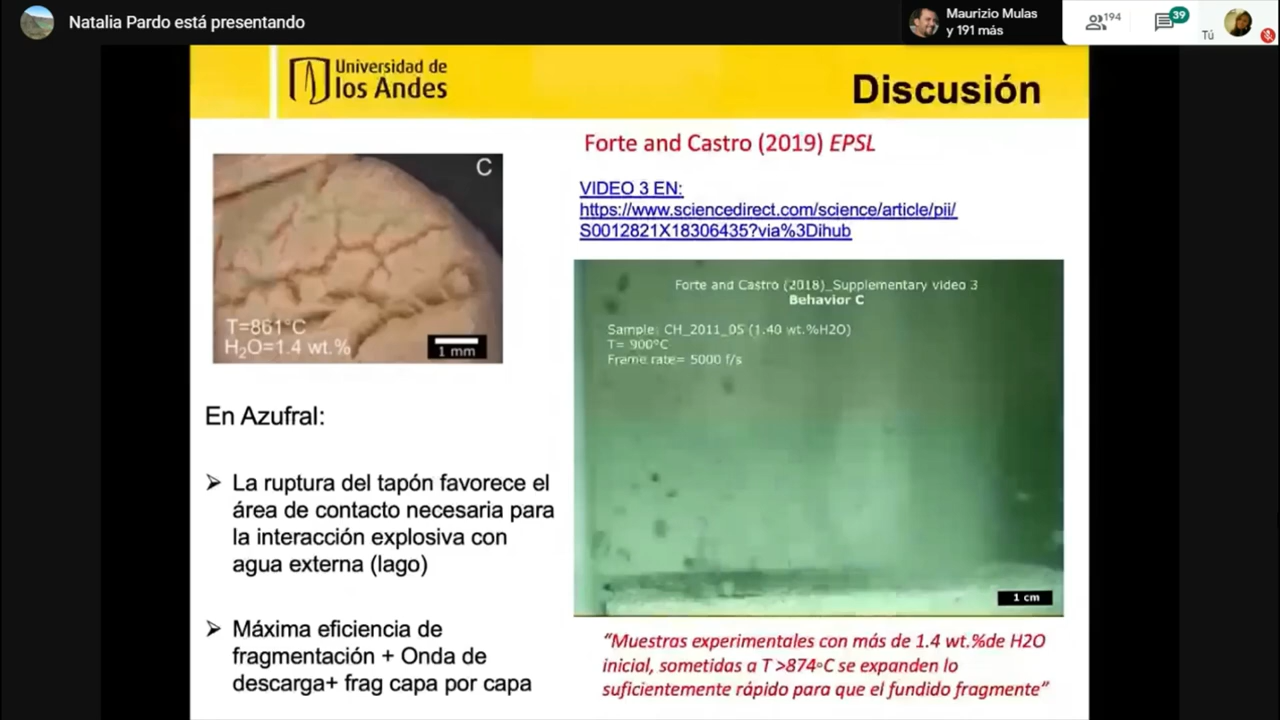 Natalia Pardo está presentando
Maurizio Mulas
y 191 más
194
39
Tú
Universidad de
los Andes
Discusión
C
T=861°C
H₂O=1.4 wt.%
1 mm
En Azufral:
➢ La ruptura del tapón favorece el
área de contacto necesaria para
la interacción explosiva con
agua externa (lago)
➢ Máxima eficiencia de
fragmentación + Onda de
descarga+ frag capa por capa
Forte and Castro (2019) EPSL
VIDEO 3 EN:
https://www.sciencedirect.com/science/article/pii/
S0012821X18306435?via%3Dihub
Forte and Castro (2018)_Supplementary video 3
Behavior C
Sample: CH_2011_05 (1.40 wt.%H2O)
T= 900°C
Frame rate= 5000 f/s
1 cm
“Muestras experimentales con más de 1.4 wt.%de H2O
inicial, sometidas a T >874◦C se expanden lo
suficientemente rápido para que el fundido fragmente”